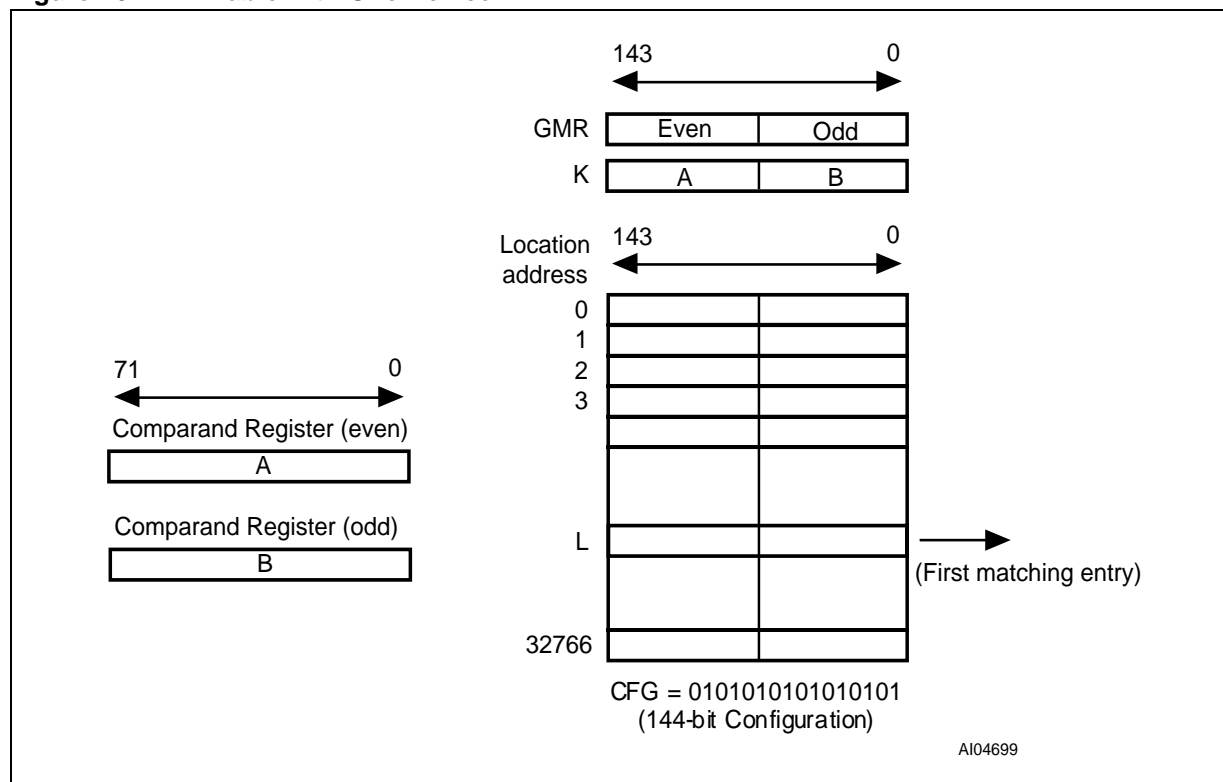 143 0
GMR Even Odd
K A B
Location address
143 0
0
1
2
3
71 0
Comparand Register (even)
A
Comparand Register (odd)
B
L
(First matching entry)
32766
CFG = 0101010101010101
(144-bit Configuration)
AI04699